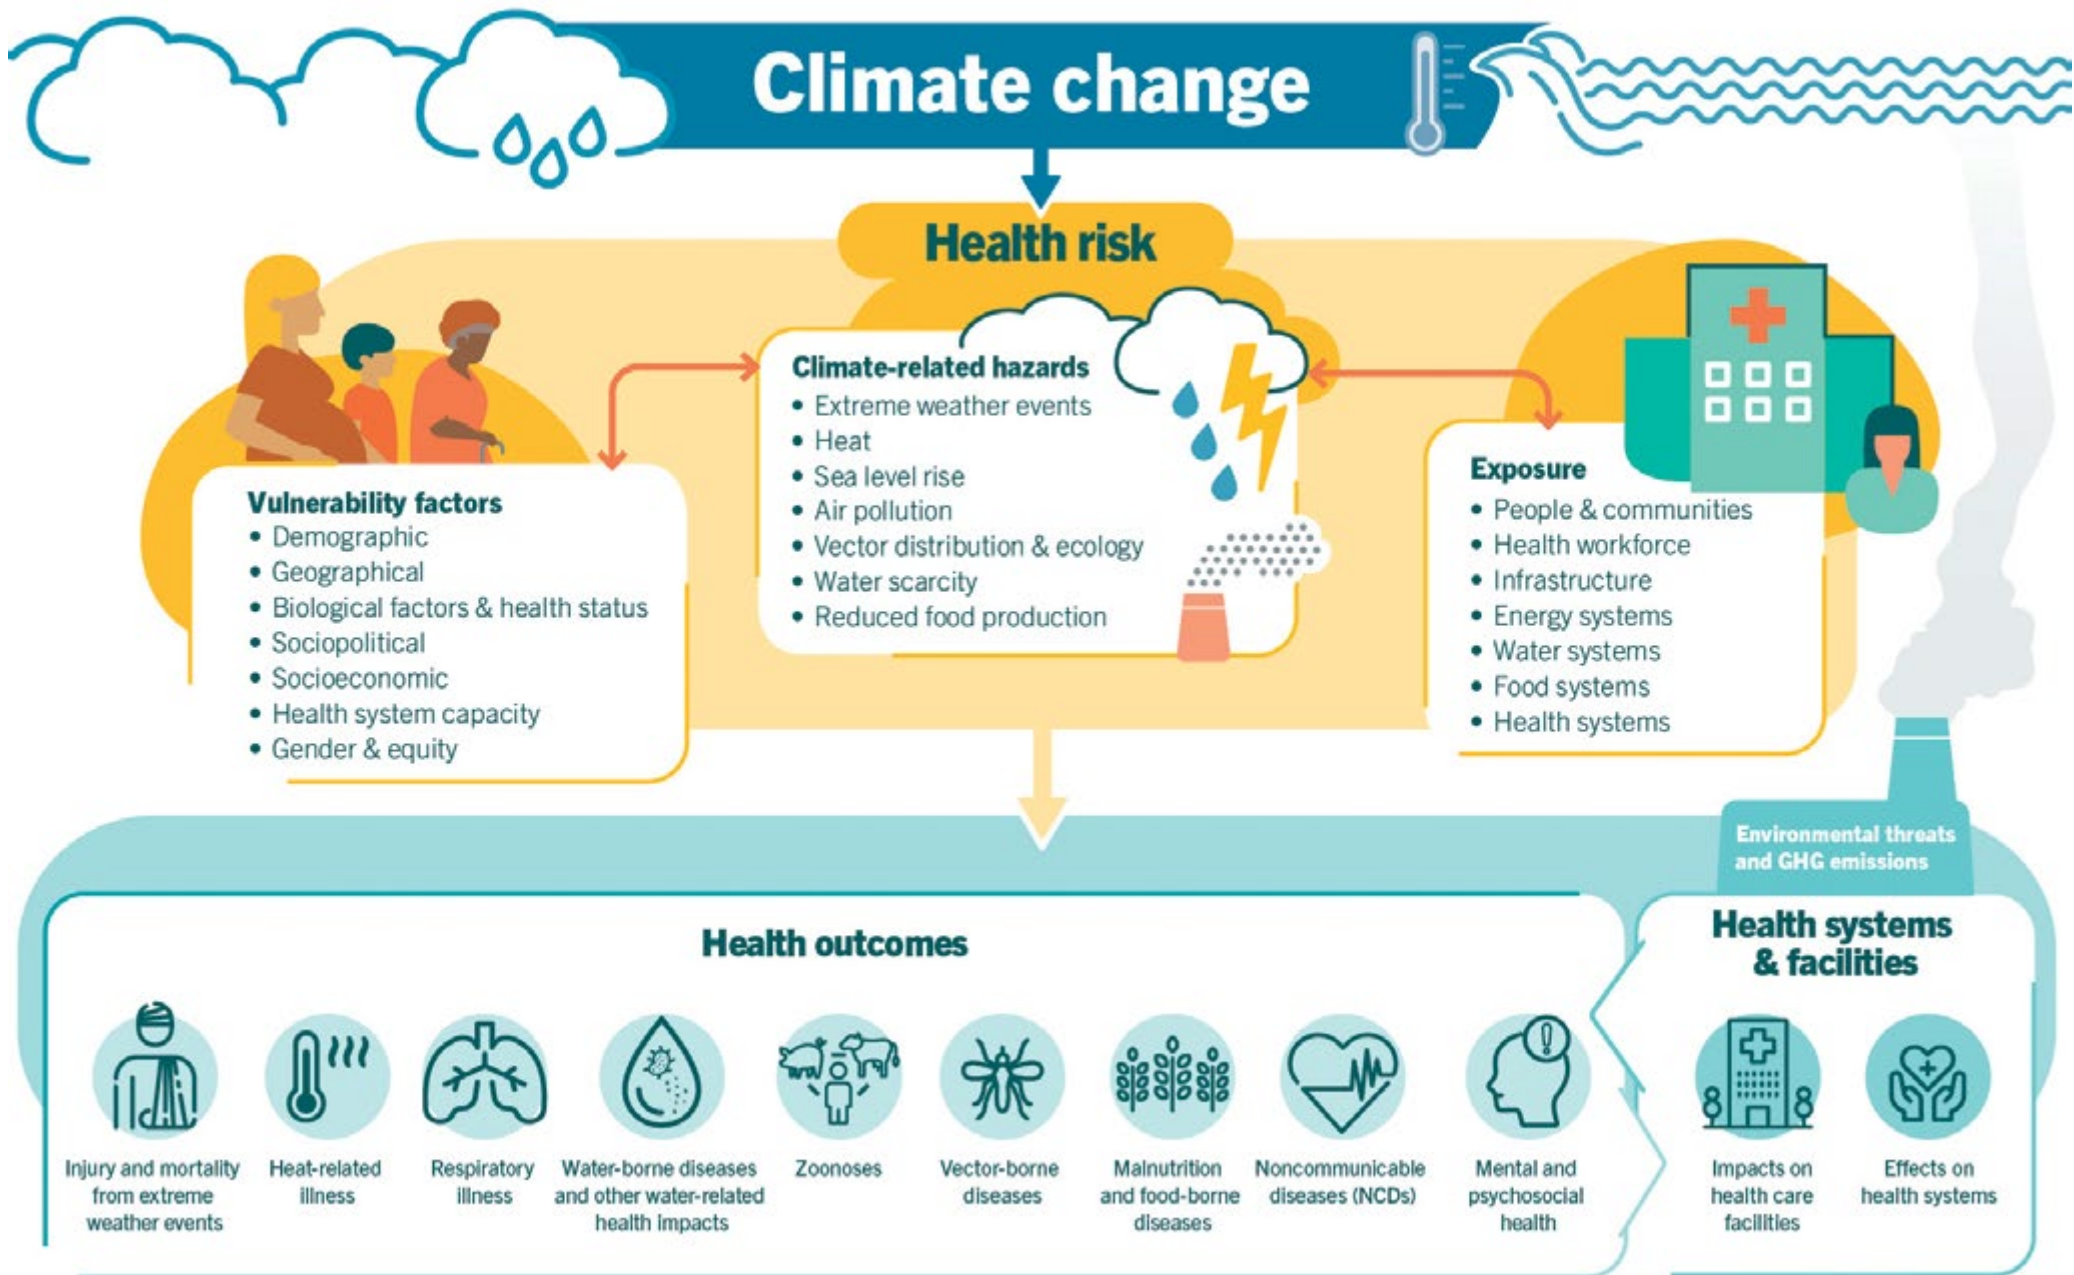 Climate change
Health risk
Climate-related hazards
• Extreme weather events
• Heat
• Sea level rise
• Air pollution
• Vector distribution & ecology
• Water scarcity
• Reduced food production
Vulnerability factors
• Demographic
• Geographical
• Biological factors & health status
• Sociopolitical
• Socioeconomic
• Health system capacity
• Gender & equity
Exposure
• People & communities
• Health workforce
• Infrastructure
• Energy systems
• Water systems
• Food systems
• Health systems
Environmental threats
and GHG emissions
Health outcomes
Injury and mortality
from extreme
weather events
Heat-related
illness
Respiratory
illness
Water-borne diseases
and other water-related
health impacts
Zoonoses
Vector-borne
diseases
Malnutrition
and food-borne
diseases
Noncommunicable
diseases (NCDs)
Mental and
psychosocial
health
Health systems
& facilities
Impacts on
health care
facilities
Effects on
health systems